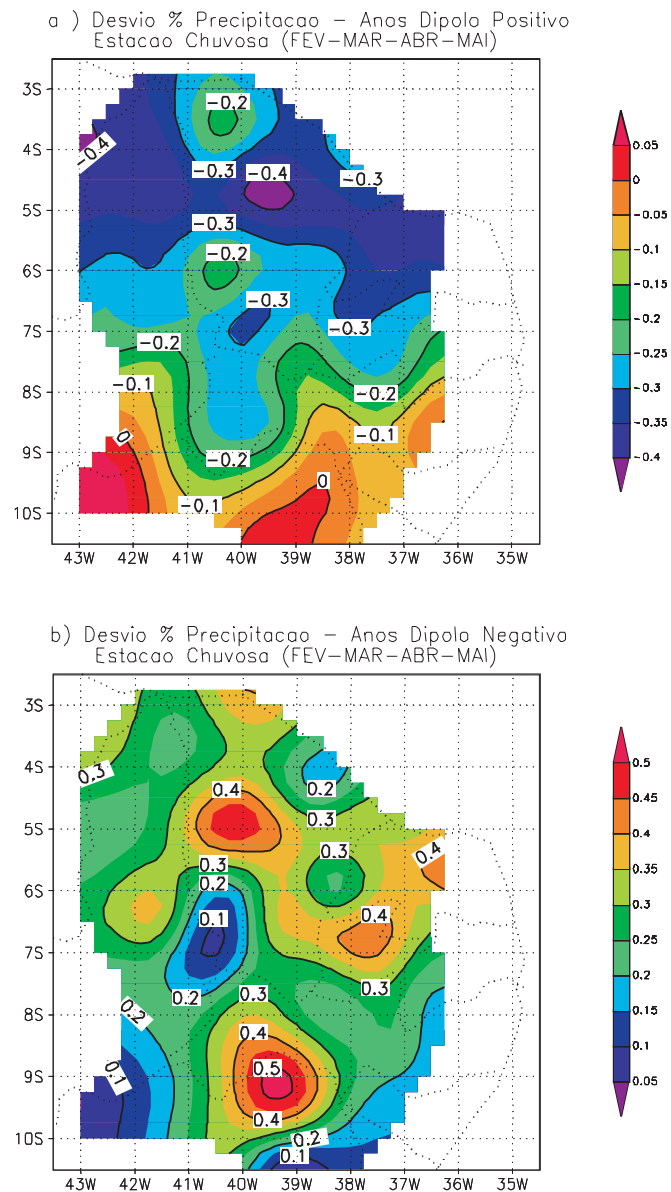 a ) Desvio % Precipitacao – Anos Dipolo Positivo
Estacao Chuvosa (FEV–MAR–ABR–MAI)
3S
4S
5S
6S
7S
8S
9S
10S
43W 42W 41W 40W 39W 38W 37W 36W 35W
−0.2
−0.4
−0.3
−0.4
−0.3
−0.3
−0.2
−0.3
−0.3
−0.2
−0.1
−0.2
−0.1
0
−0.2
0
−0.1
0.05
0
−0.05
−0.1
−0.15
−0.2
−0.25
−0.3
−0.35
−0.4
b) Desvio % Precipitacao – Anos Dipolo Negativo
Estacao Chuvosa (FEV–MAR–ABR–MAI)
3S
4S
5S
6S
7S
8S
9S
10S
43W 42W 41W 40W 39W 38W 37W 36W 35W
0.3
0.4
0.2
0.3
0.3
0.4
0.3
0.2
0.1
0.4
0.2
0.3
0.3
0.2
0.4
0.5
0.1
0.4
0.2
0.1
0.5
0.45
0.4
0.35
0.3
0.25
0.2
0.15
0.1
0.05